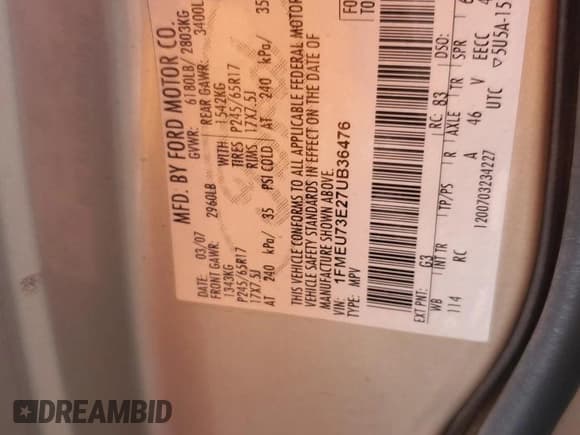 MFD. BY FORD MOTOR CO.
DATE: 03/07 GVWR: 6180LB/ 2803KG
FRONT GAWR: 2960LB REAR GAWR: 3400L
1343KG WITH 1542KG WITH
P245/65R17 TIRES P245/65R17
17X7.5J RIMS 17X7.5J
AT 240 kPa/ 35 PSI COLD AT 240 kPa/ 35
THIS VEHICLE CONFORMS TO ALL APPLICABLE FEDERAL MOTOR
VEHICLE SAFETY STANDARDS IN EFFECT ON THE DATE OF
MANUFACTURE SHOWN ABOVE.
VIN: 1FMEU73E27UB36476
TYPE: MPV
EXT PNT: G3 RC: 83 DSO:
WB INT TR TP/PS R AXLE TR SPR
114 RC A 46 V EECC
1200703234227 UTC ▽5U5A-15
DREAMBID